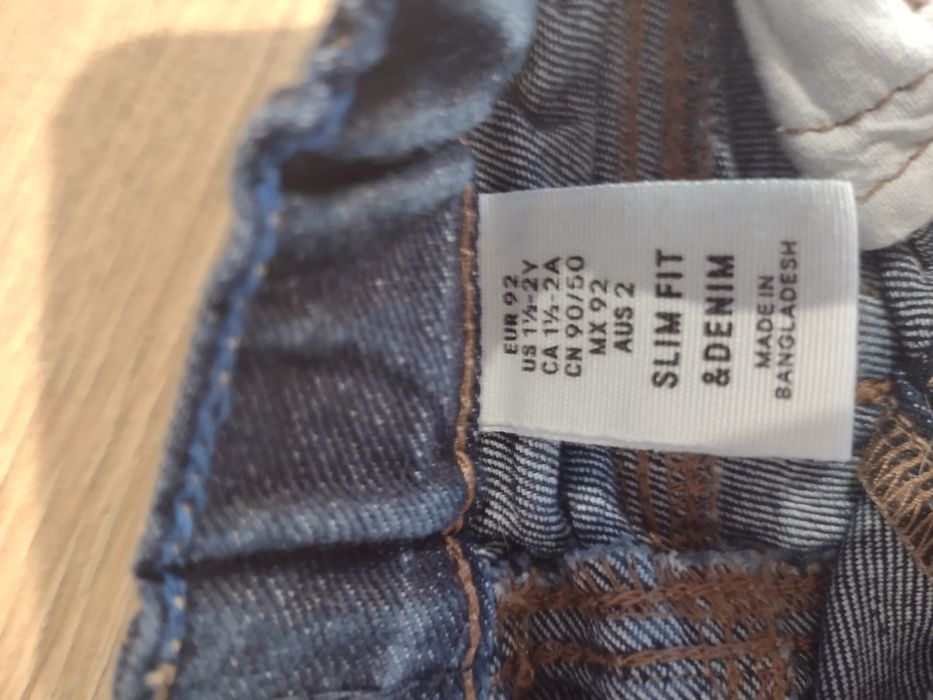 EUR 92
US 1½-2Y
CA 1½-2A
CN 90/50
MX 92
AUS 2
SLIM FIT
&DENIM
MADE IN
BANGLADESH